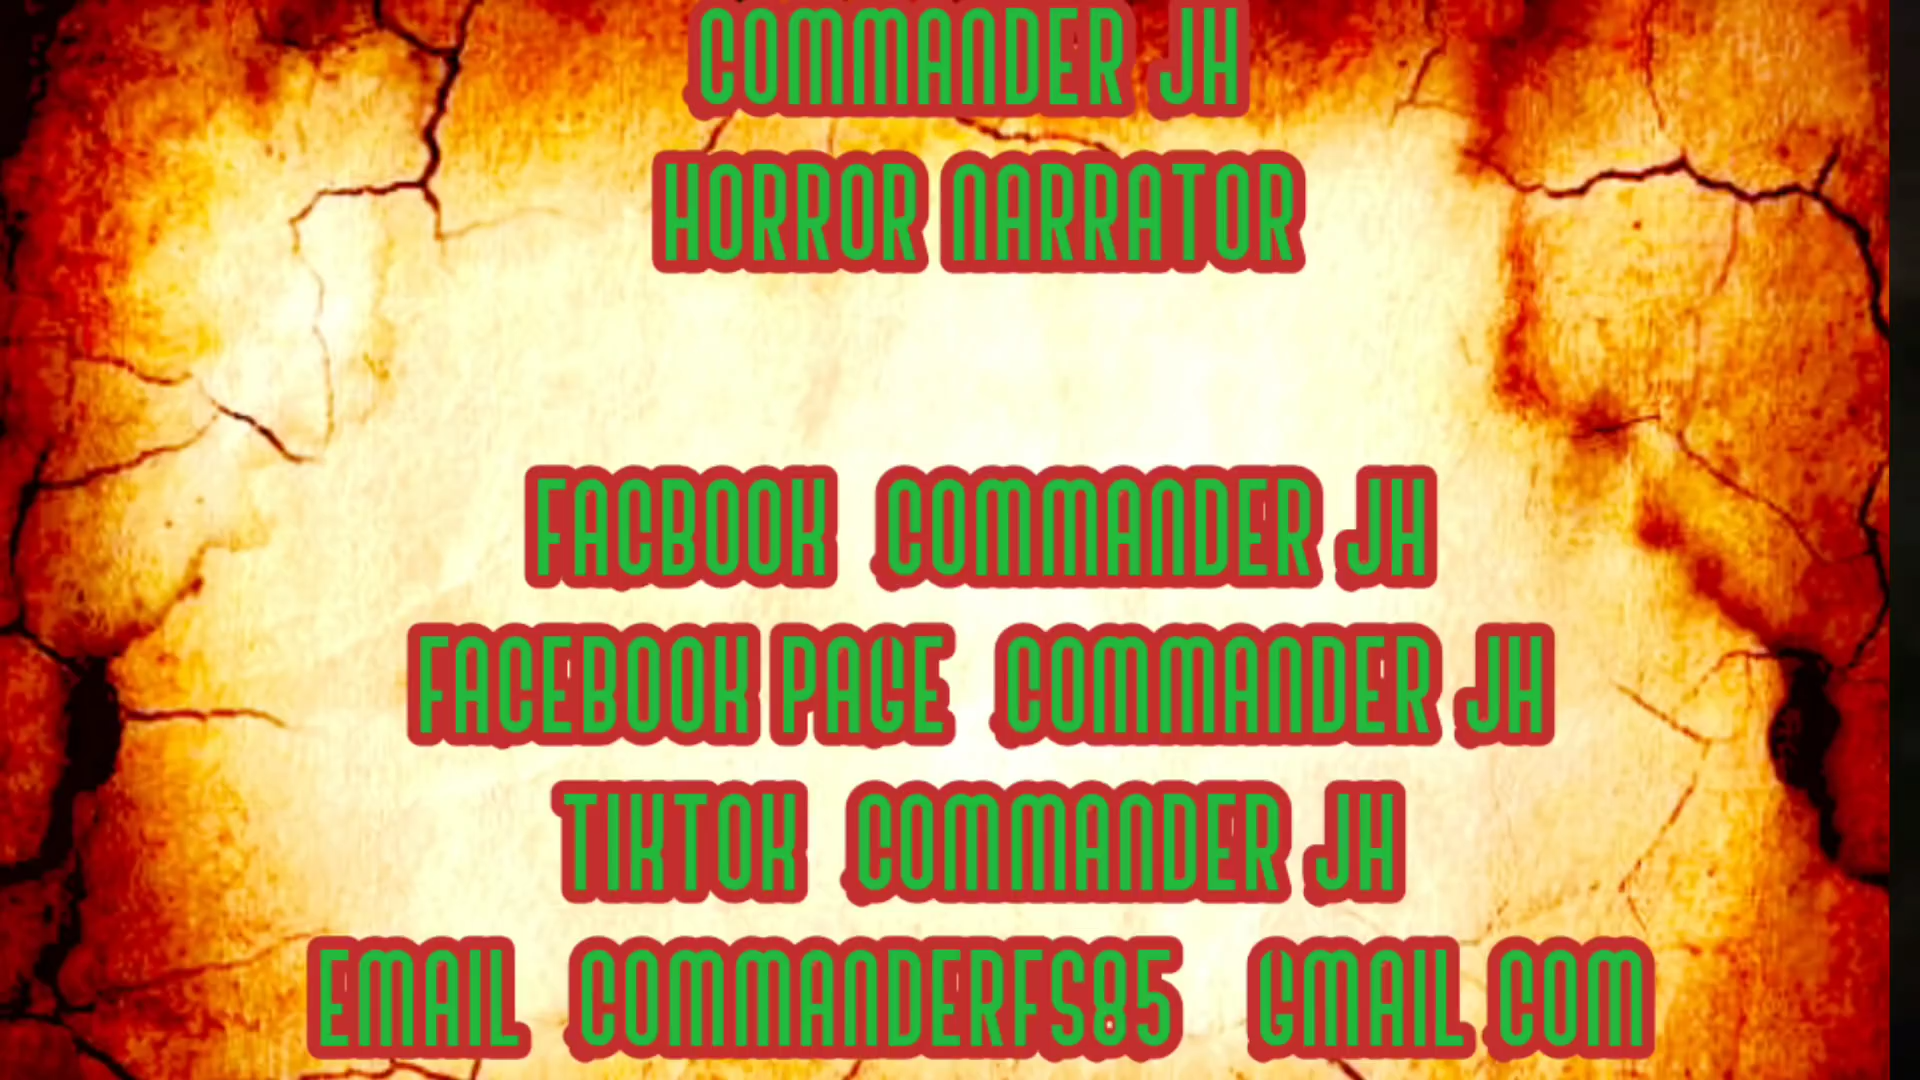 COMMANDER JH
HORROR NARRATOR
FACBOOK COMMANDER JH
FACEBOOK PAGE COMMANDER JH
TIKTOK COMMANDER JH
EMAIL COMMANDERFS85 GMAIL COM